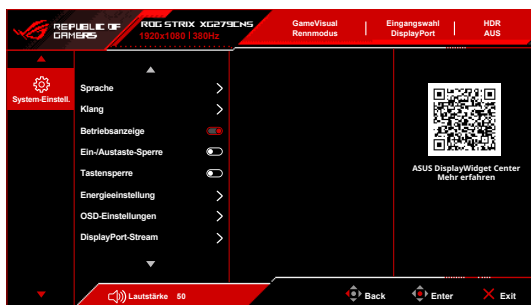 REPUBLIC OF
GAMERS
ROG STRIX XG279CNS
1920x1080 | 380Hz
GameVisual
Rennmodus
Eingangswahl
DisplayPort
HDR
AUS
System-Einstell.
Sprache
Klang
Betriebsanzeige
Ein-/Austaste-Sperre
Tastensperre
Energieeinstellung
OSD-Einstellungen
DisplayPort-Stream
ASUS DisplayWidget Center
Mehr erfahren
Lautstärke 50
Back
Enter
Exit